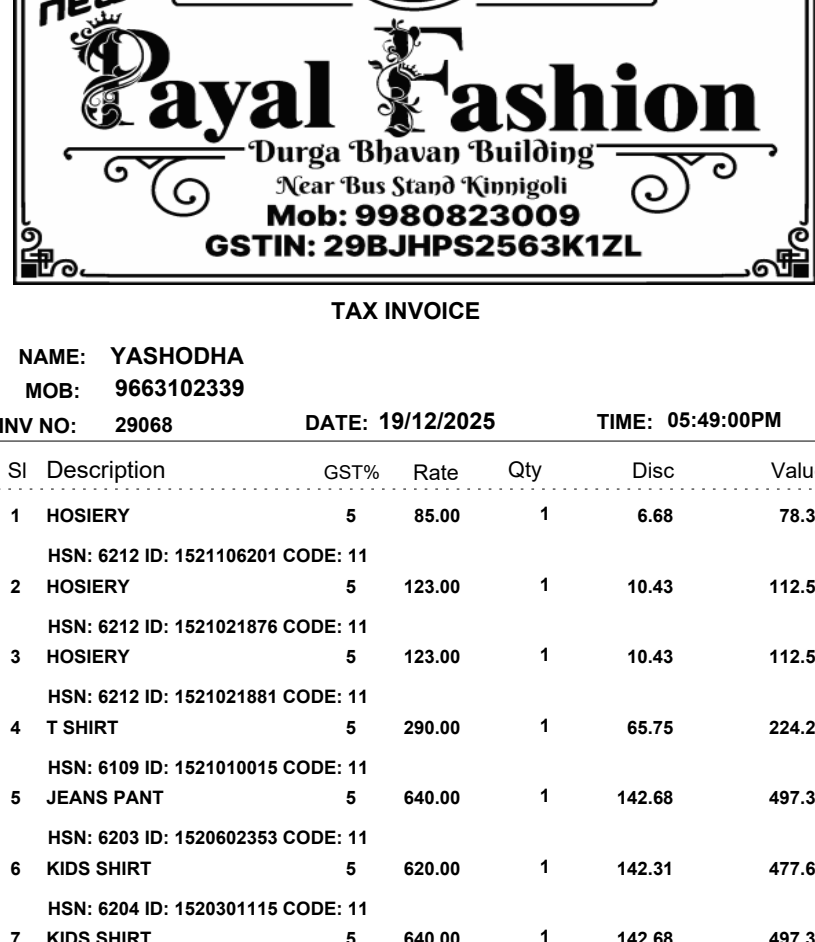 new
Payal Fashion
Durga Bhavan Building
Near Bus Stand Kinnigoli
Mob: 9980823009
GSTIN: 29BJHPS2563K1ZL
TAX INVOICE
NAME: YASHODHA
MOB: 9663102339
INV NO: 29068 DATE: 19/12/2025 TIME: 05:49:00PM
Sl Description GST% Rate Qty Disc Valu
1 HOSIERY 5 85.00 1 6.68 78.3
HSN: 6212 ID: 1521106201 CODE: 11
2 HOSIERY 5 123.00 1 10.43 112.5
HSN: 6212 ID: 1521021876 CODE: 11
3 HOSIERY 5 123.00 1 10.43 112.5
HSN: 6212 ID: 1521021881 CODE: 11
4 T SHIRT 5 290.00 1 65.75 224.2
HSN: 6109 ID: 1521010015 CODE: 11
5 JEANS PANT 5 640.00 1 142.68 497.3
HSN: 6203 ID: 1520602353 CODE: 11
6 KIDS SHIRT 5 620.00 1 142.31 477.6
HSN: 6204 ID: 1520301115 CODE: 11
7 KIDS SHIRT 5 640.00 1 142.68 497.3